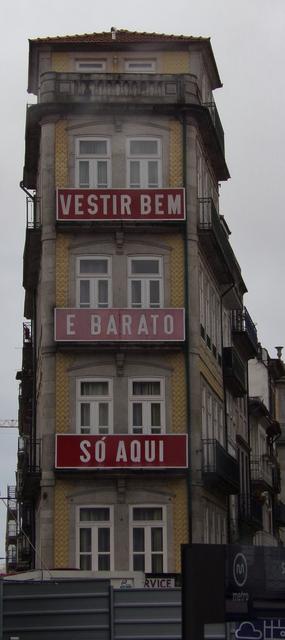 VESTIR BEM
E BARATO
SÓ AQUI
RVICE
M
metro